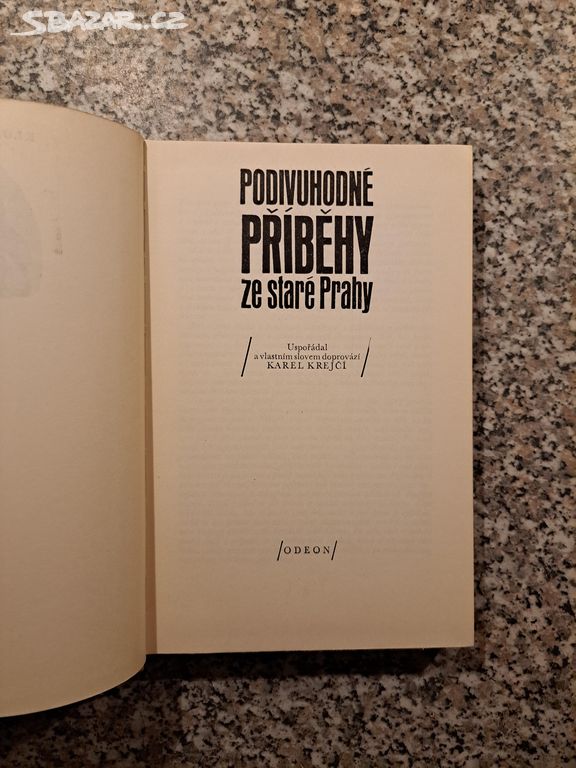 SBAZAR.CZ
PODIVUHODNÉ
PŘÍBĚHY
ze staré Prahy
Uspořádal
a vlastním slovem doprovází
KAREL KREJČÍ
/ODEON/